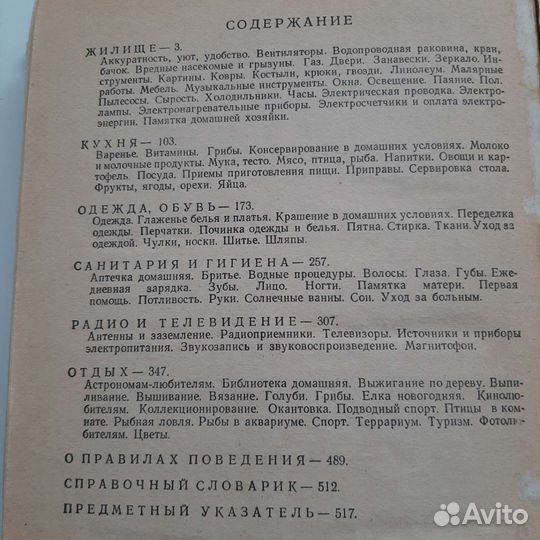 СОДЕРЖАНИЕ
ЖИЛИЩЕ — 3.
Аккуратность, уют, удобство. Вентиляторы. Водопроводная раковина, кран,
бачок. Вредные насекомые и грызуны. Газ. Двери. Занавески. Зеркало. Ин-
струменты. Картины. Ковры. Костыли, крюки, гвозди. Линолеум. Малярные
работы. Мебель. Музыкальные инструменты. Окна. Освещение. Паяние. Пол.
Пылесосы. Сырость. Холодильники. Часы. Электрическая проводка. Электро-
лампы. Электронагревательные приборы. Электросчетчики и оплата электро-
энергии. Памятка домашней хозяйки.
КУХНЯ — 103.
Варенье. Витамины. Грибы. Консервирование в домашних условиях. Молоко
и молочные продукты. Мука, тесто. Мясо, птица, рыба. Напитки. Овощи и кар-
тофель. Посуда. Приемы приготовления пищи. Приправы. Сервировка стола.
Фрукты, ягоды, орехи. Яйца.
ОДЕЖДА, ОБУВЬ — 173.
Одежда. Глаженье белья и платья. Крашение в домашних условиях. Переделка
одежды. Перчатки. Починка одежды и белья. Пятна. Стирка. Ткани. Уход за
одеждой. Чулки, носки. Шитье. Шляпы.
САНИТАРИЯ И ГИГИЕНА — 257.
Аптечка домашняя. Бритье. Водные процедуры. Волосы. Глаза. Губы. Еже-
дневная зарядка. Зубы. Лицо. Ногти. Памятка матери. Первая
помощь. Потливость. Руки. Солнечные ванны. Сон. Уход за больным.
РАДИО И ТЕЛЕВИДЕНИЕ — 307.
Антенны и заземление. Радиоприемники. Телевизоры. Источники и приборы
электропитания. Звукозапись и звуковоспроизведение. Магнитофон.
ОТДЫХ — 347.
Астрономам-любителям. Библиотека домашняя. Выжигание по дереву. Выпи-
ливание. Вышивание. Вязание. Голуби. Грибы. Елка новогодняя. Кинолю-
бителям. Коллекционирование. Окантовка. Подводный спорт. Птицы в ком-
нате. Рыбная ловля. Рыбы в аквариуме. Спорт. Террариум. Туризм. Фотолю-
бителям. Цветы.
О ПРАВИЛАХ ПОВЕДЕНИЯ — 489.
СПРАВОЧНЫЙ СЛОВАРИК — 512.
ПРЕДМЕТНЫЙ УКАЗАТЕЛЬ — 517.
Avito